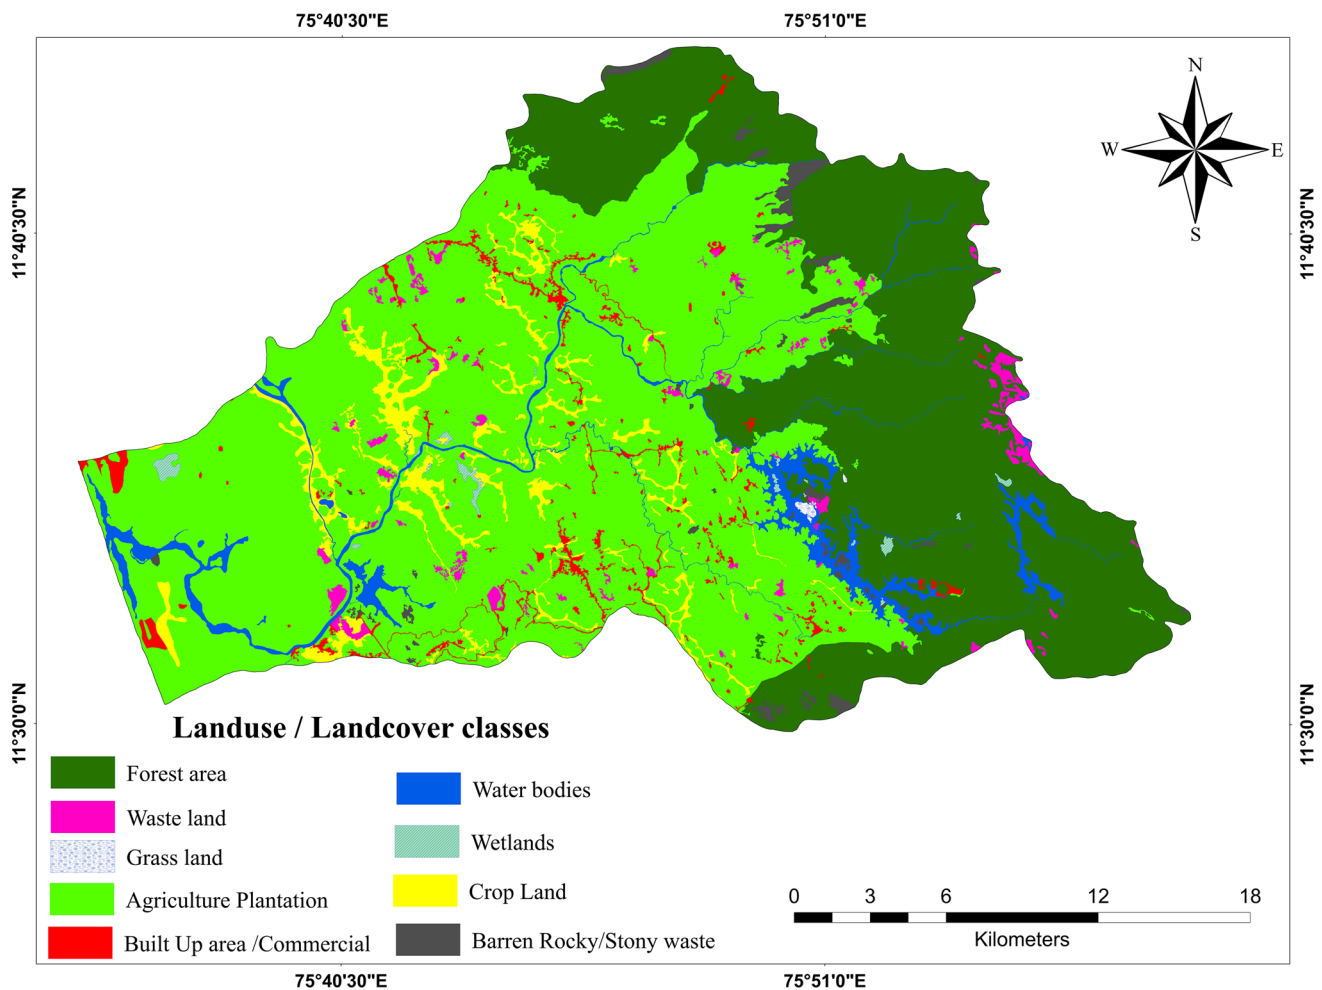 75°40'30"E 75°51'0"E
N
W E
S
11°40'30"N 11°40'30"N
11°30'0"N 11°30'0"N
Landuse / Landcover classes
Forest area
Waste land
Grass land
Agriculture Plantation
Built Up area /Commercial
Water bodies
Wetlands
Crop Land
Barren Rocky/Stony waste
0 3 6 12 18
Kilometers
75°40'30"E 75°51'0"E